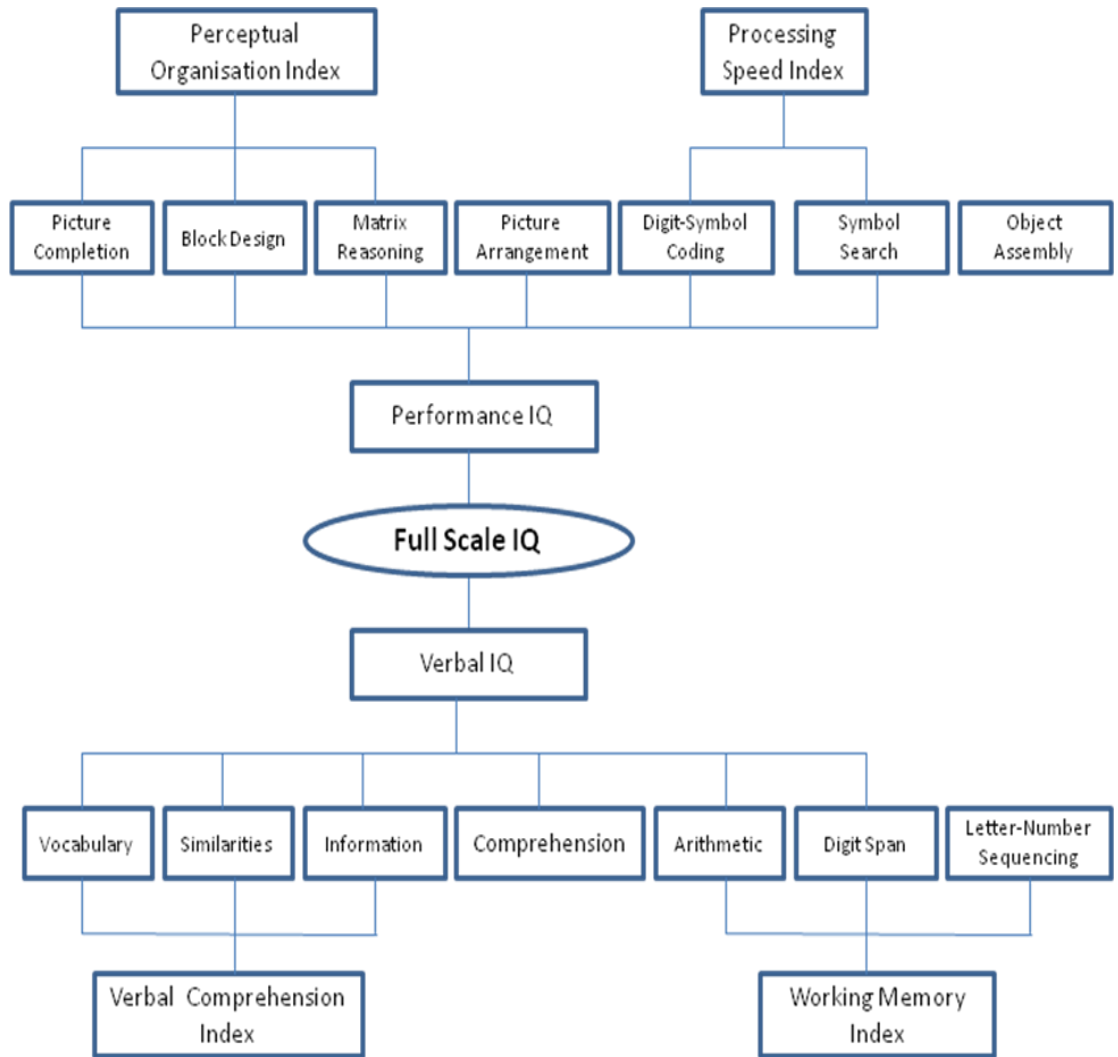 Perceptual
Organisation Index
Processing
Speed Index
Picture
Completion
Block Design
Matrix
Reasoning
Picture
Arrangement
Digit-Symbol
Coding
Symbol
Search
Object
Assembly
Performance IQ
Full Scale IQ
Verbal IQ
Vocabulary
Similarities
Information
Comprehension
Arithmetic
Digit Span
Letter-Number
Sequencing
Verbal Comprehension
Index
Working Memory
Index